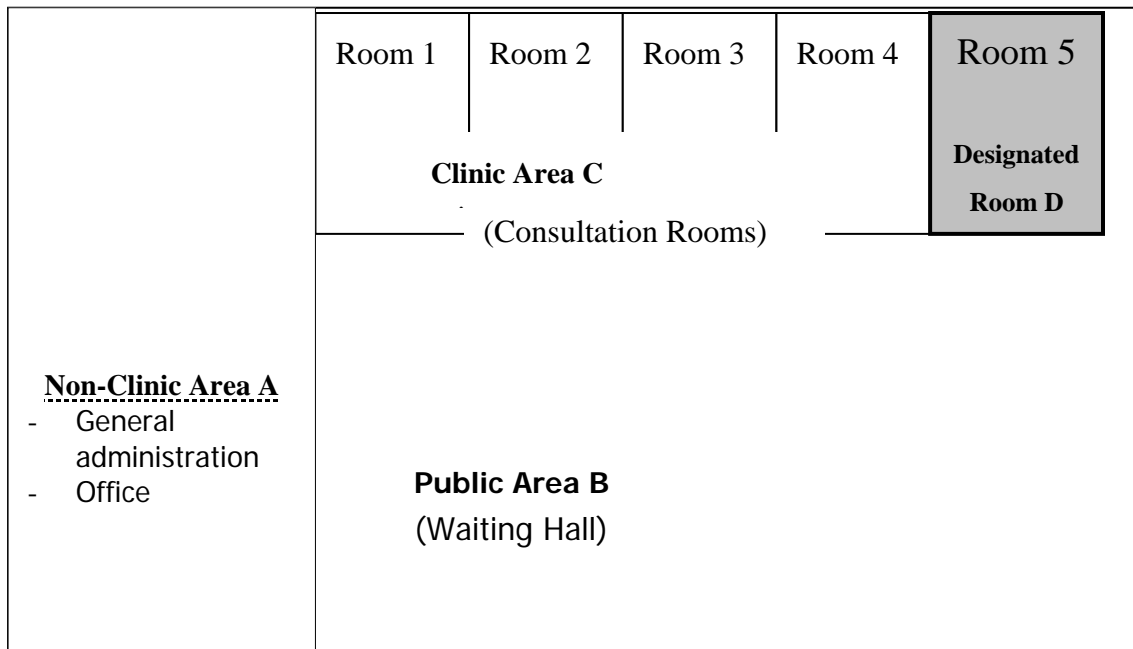 Room 1
Room 2
Room 3
Room 4
Room 5
Designated
Room D
Clinic Area C
(Consultation Rooms)
Non-Clinic Area A
- General
administration
- Office
Public Area B
(Waiting Hall)